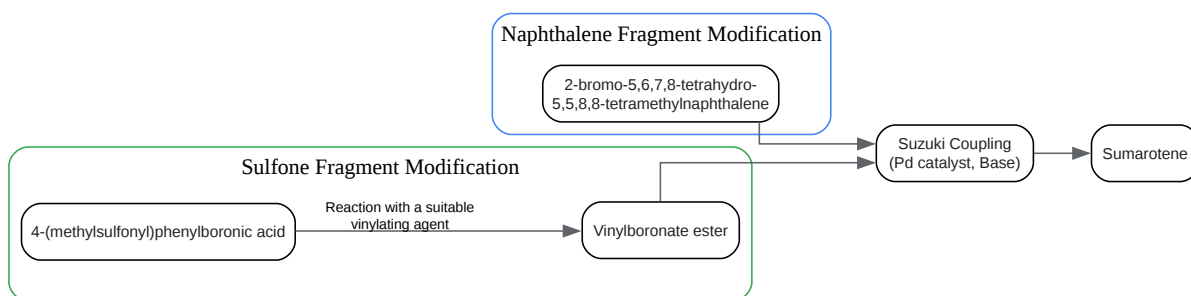 Naphthalene Fragment Modification
2-bromo-5,6,7,8-tetrahydro-
5,5,8,8-tetramethylnaphthalene
Suzuki Coupling
(Pd catalyst, Base)
Sumarotene
Sulfone Fragment Modification
4-(methylsulfonyl)phenylboronic acid
Reaction with a suitable
vinylating agent
Vinylboronate ester